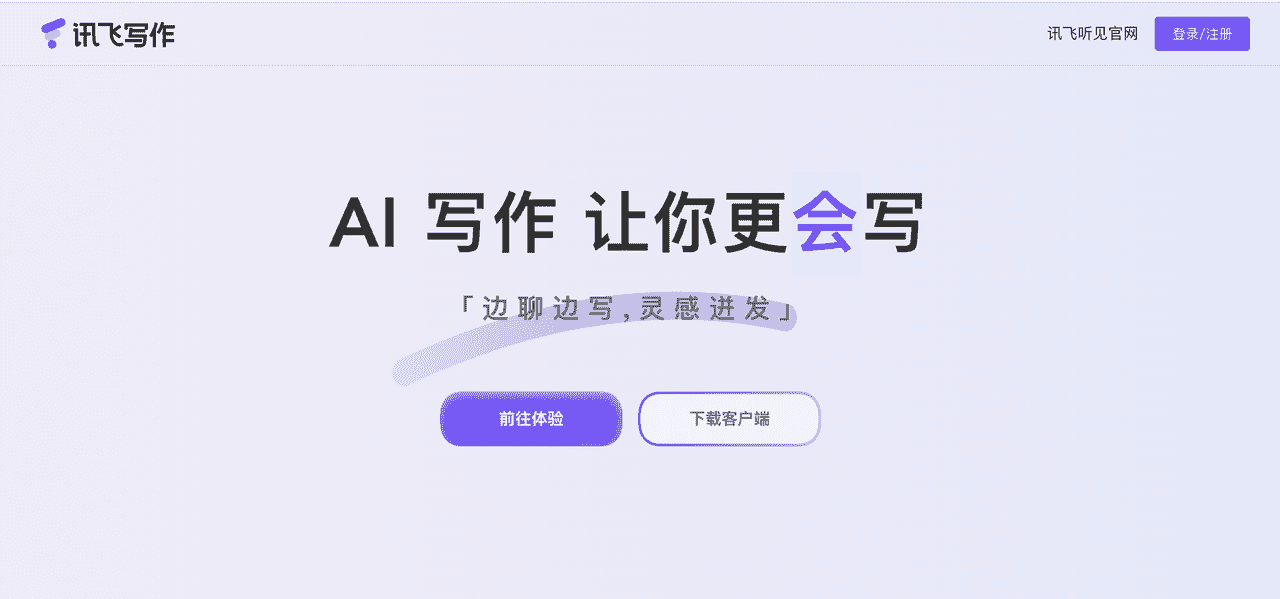 讯飞写作
讯飞听见官网
登录/注册
AI 写作 让你更会写
「边聊边写,灵感迸发」
前往体验
下载客户端